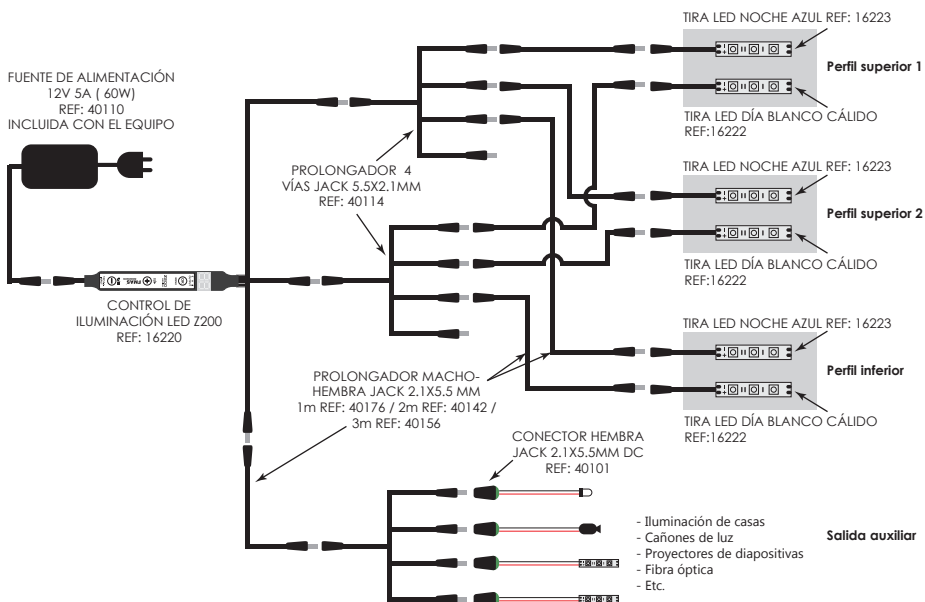 TIRA LED NOCHE AZUL REF: 16223
Perfil superior 1
TIRA LED DÍA BLANCO CÁLIDO
REF:16222
FUENTE DE ALIMENTACIÓN
12V 5A ( 60W)
REF: 40110
INCLUIDA CON EL EQUIPO
PROLONGADOR 4
VÍAS JACK 5.5X2.1MM
REF: 40114
TIRA LED NOCHE AZUL REF: 16223
Perfil superior 2
TIRA LED DÍA BLANCO CÁLIDO
REF:16222
CONTROL DE
ILUMINACIÓN LED Z200
REF: 16220
TIRA LED NOCHE AZUL REF: 16223
Perfil inferior
TIRA LED DÍA BLANCO CÁLIDO
REF:16222
PROLONGADOR MACHO-
HEMBRA JACK 2.1X5.5 MM
1m REF: 40176 / 2m REF: 40142 /
3m REF: 40156
CONECTOR HEMBRA
JACK 2.1X5.5MM DC
REF: 40101
- Iluminación de casas
- Cañones de luz
- Proyectores de diapositivas
- Fibra óptica
- Etc.
Salida auxiliar